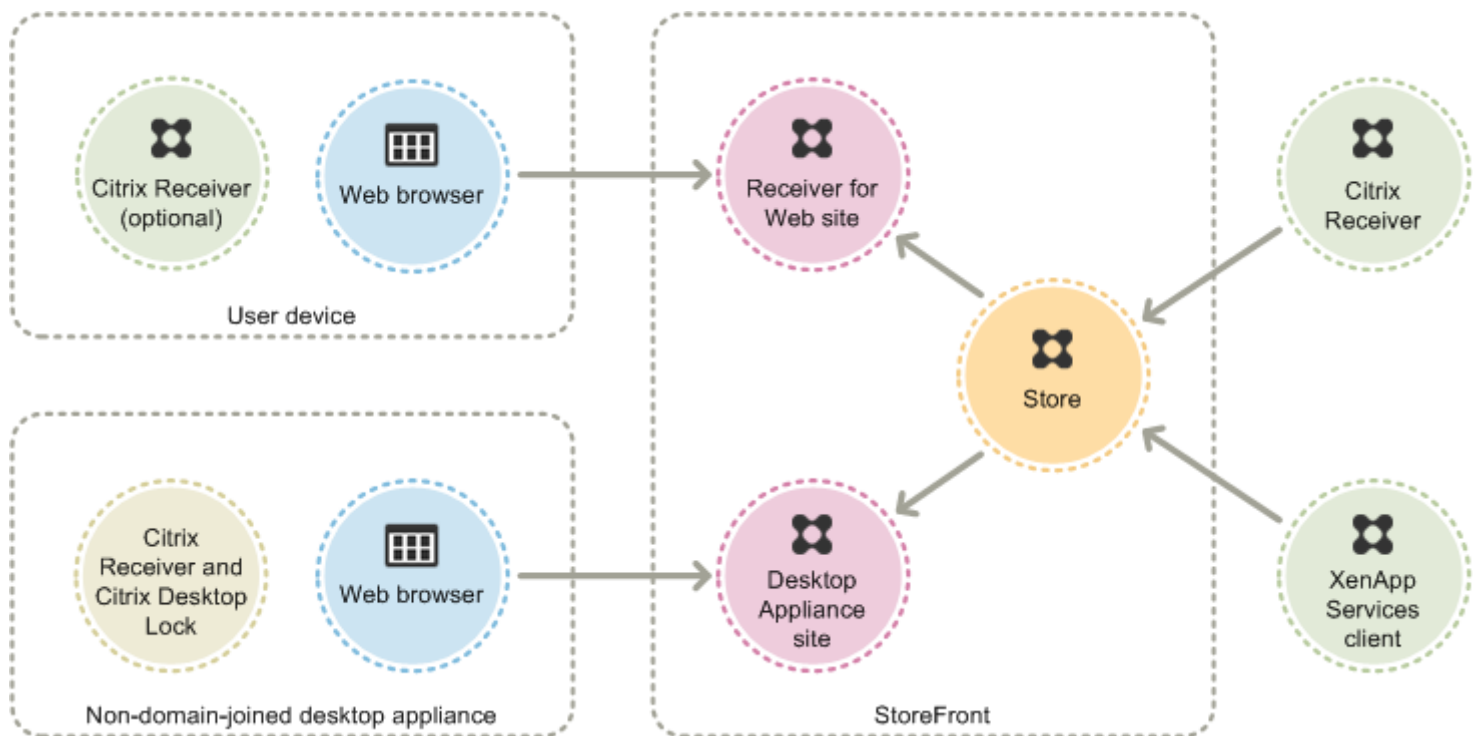 Citrix Receiver
(optional)
Web browser
User device
Receiver for
Web site
Citrix
Receiver
Store
Citrix
Receiver and
Citrix Desktop
Lock
Web browser
Non-domain-joined desktop appliance
Desktop
Appliance
site
StoreFront
XenApp
Services
client